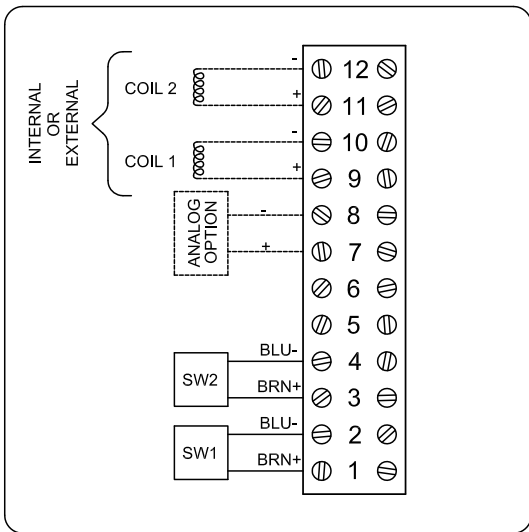 INTERNAL
OR
EXTERNAL
COIL 2
-
+
COIL 1
-
+
ANALOG
OPTION
-
+
SW2
BLU-
BRN+
SW1
BLU-
BRN+
12
11
10
9
8
7
6
5
4
3
2
1